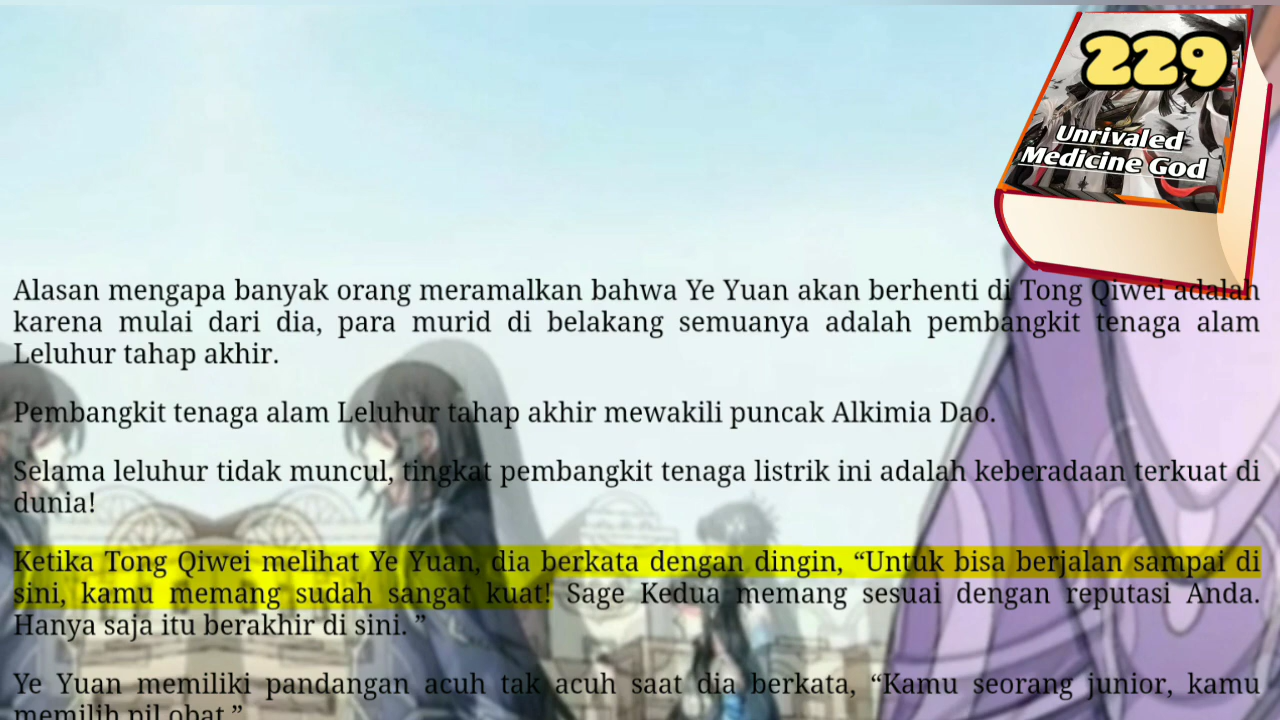 229
Unrivaled
Medicine God
Alasan mengapa banyak orang meramalkan bahwa Ye Yuan akan berhenti di Tong Qiwei adalah
karena mulai dari dia, para murid di belakang semuanya adalah pembangkit tenaga alam
Leluhur tahap akhir.
Pembangkit tenaga alam Leluhur tahap akhir mewakili puncak Alkimia Dao.
Selama leluhur tidak muncul, tingkat pembangkit tenaga listrik ini adalah keberadaan terkuat di
dunia!
Ketika Tong Qiwei melihat Ye Yuan, dia berkata dengan dingin, “Untuk bisa berjalan sampai di
sini, kamu memang sudah sangat kuat! Sage Kedua memang sesuai dengan reputasi Anda.
Hanya saja itu berakhir di sini. ”
Ye Yuan memiliki pandangan acuh tak acuh saat dia berkata, “Kamu seorang junior, kamu
memilih pil obat.”